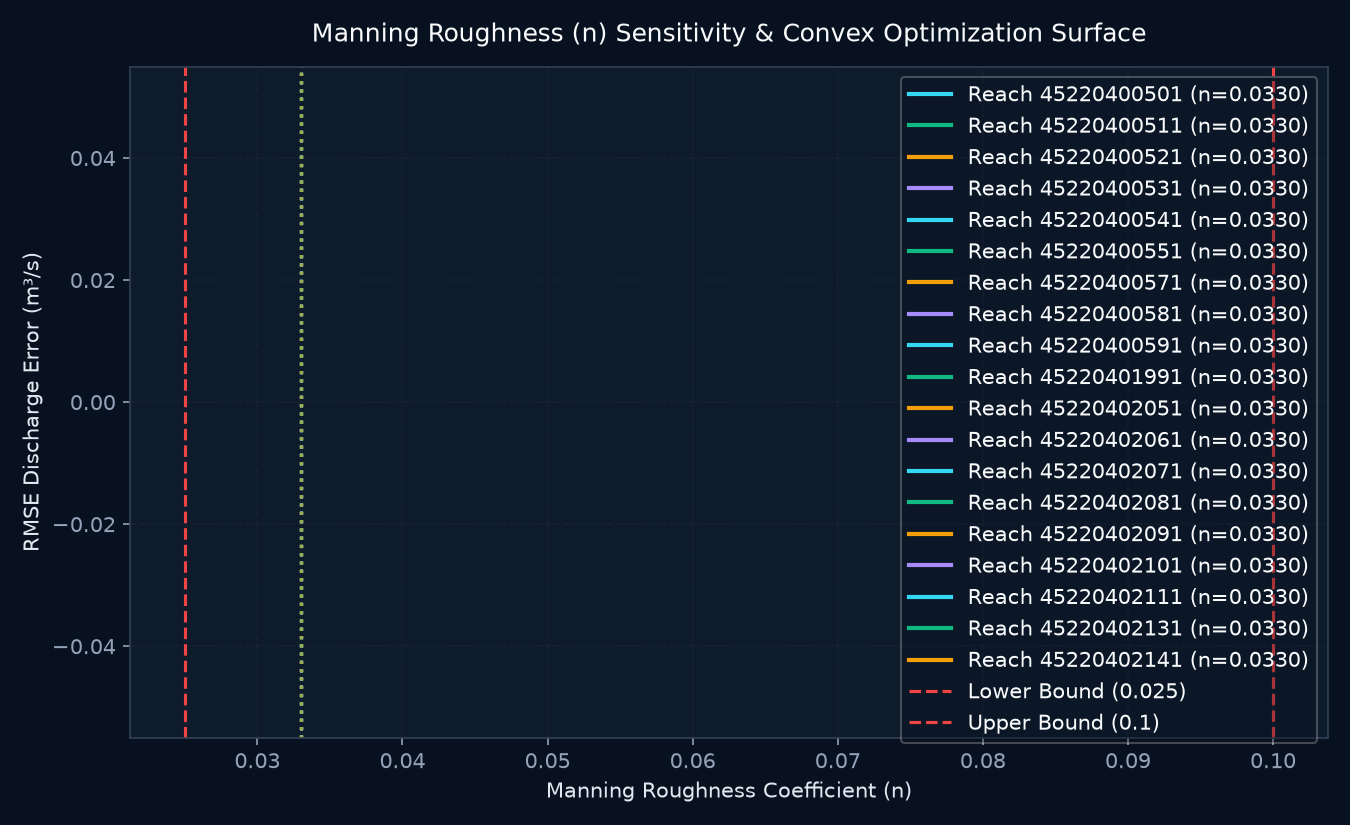 Manning Roughness (n) Sensitivity & Convex Optimization Surface
RMSE Discharge Error (m³/s)
0.04
0.02
0.00
−0.02
−0.04
Reach 45220400501 (n=0.0330)
Reach 45220400511 (n=0.0330)
Reach 45220400521 (n=0.0330)
Reach 45220400531 (n=0.0330)
Reach 45220400541 (n=0.0330)
Reach 45220400551 (n=0.0330)
Reach 45220400571 (n=0.0330)
Reach 45220400581 (n=0.0330)
Reach 45220400591 (n=0.0330)
Reach 45220401991 (n=0.0330)
Reach 45220402051 (n=0.0330)
Reach 45220402061 (n=0.0330)
Reach 45220402071 (n=0.0330)
Reach 45220402081 (n=0.0330)
Reach 45220402091 (n=0.0330)
Reach 45220402101 (n=0.0330)
Reach 45220402111 (n=0.0330)
Reach 45220402131 (n=0.0330)
Reach 45220402141 (n=0.0330)
Lower Bound (0.025)
Upper Bound (0.1)
0.03 0.04 0.05 0.06 0.07 0.08 0.09 0.10
Manning Roughness Coefficient (n)